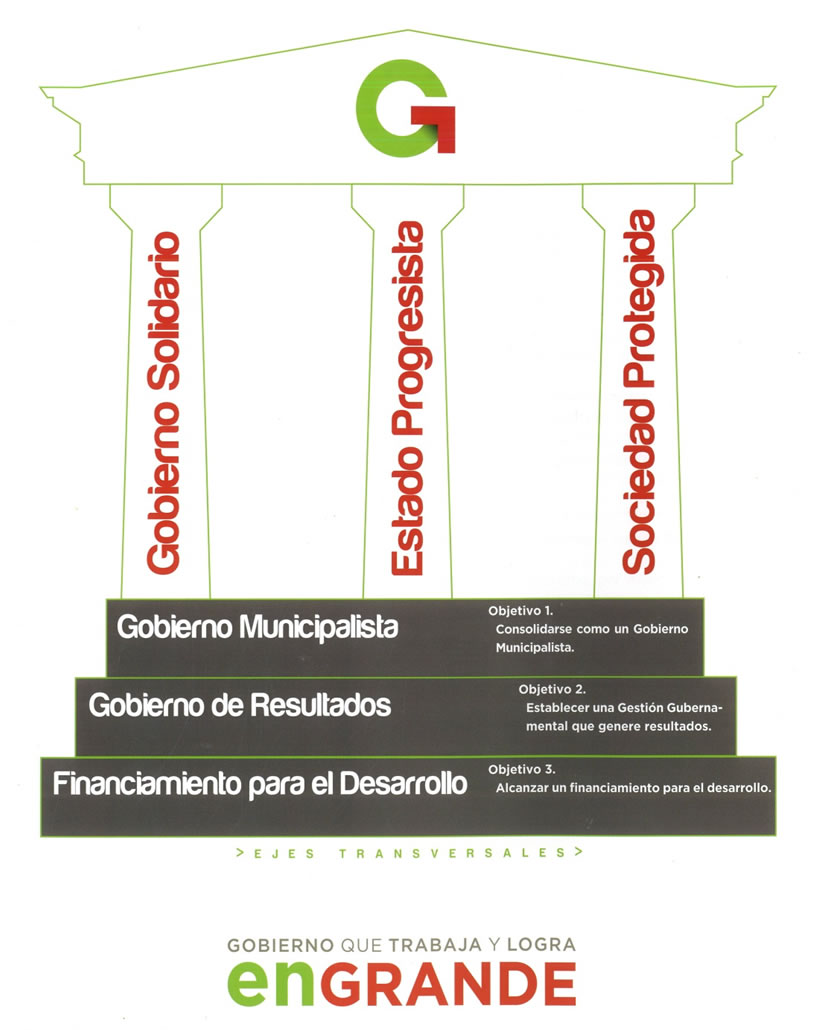 G
Gobierno Solidario
Estado Progresista
Sociedad Protegida
Gobierno Municipalista
Objetivo 1.
Consolidarse como un Gobierno
Municipalista.
Gobierno de Resultados
Objetivo 2.
Establecer una Gestión Guberna-
mental que genere resultados.
Financiamiento para el Desarrollo
Objetivo 3.
Alcanzar un financiamiento para el desarrollo.
>EJES TRANSVERSALES>
GOBIERNO QUE TRABAJA Y LOGRA
enGRANDE